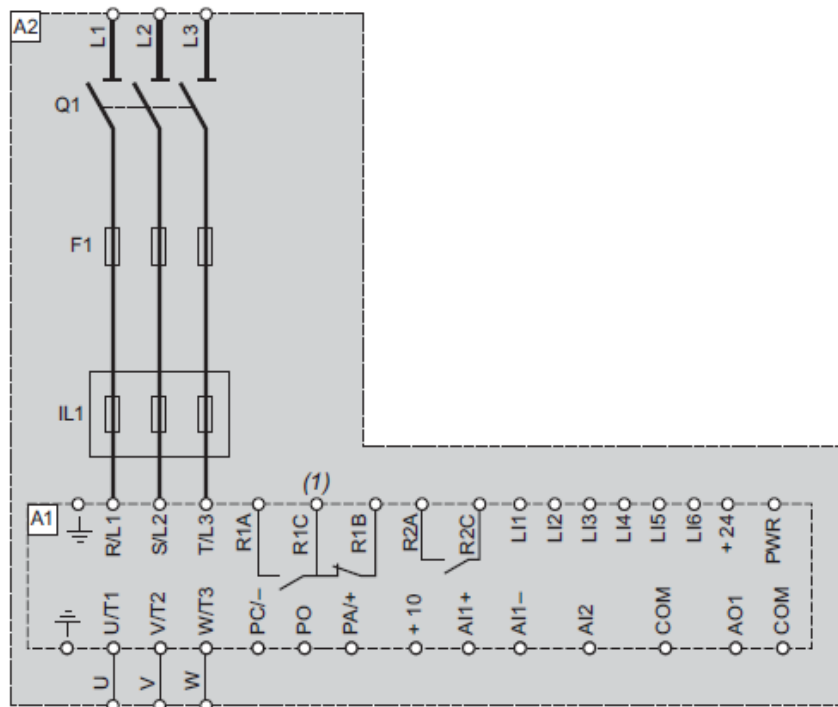 A2
L1 L2 L3
Q1
F1
IL1
(1)
A1
R/L1 S/L2 T/L3 R1A R1C R1B R2A R2C LI1 LI2 LI3 LI4 LI5 LI6 +24 PWR
U/T1 V/T2 W/T3 PC/– PO PA/+ +10 AI1+ AI1– AI2 COM AO1 COM
U V W